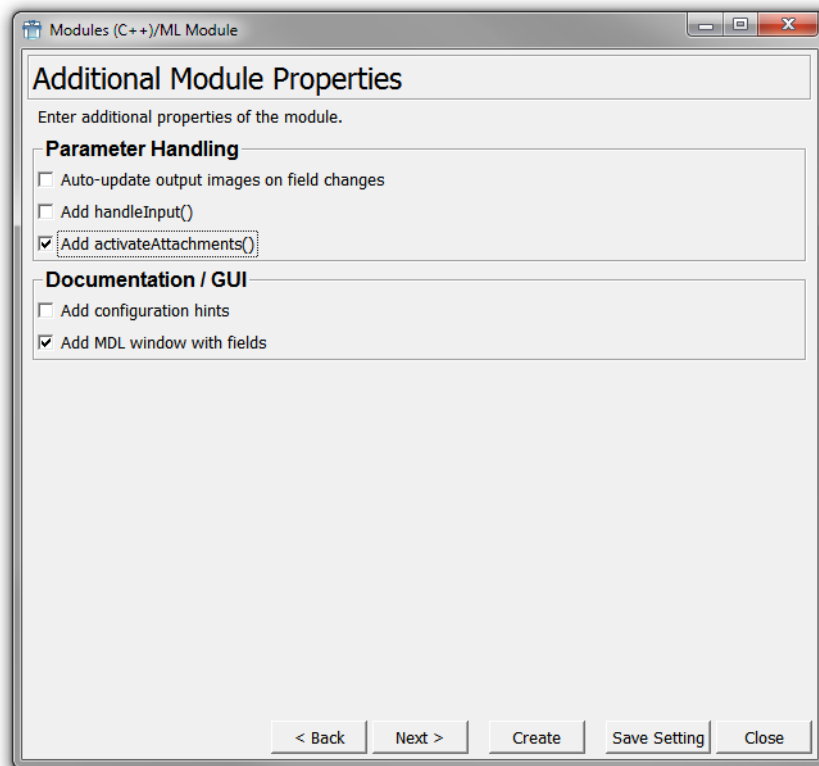 Modules (C++)/ML Module
Additional Module Properties
Enter additional properties of the module.
Parameter Handling
Auto-update output images on field changes
Add handleInput()
Add activateAttachments()
Documentation / GUI
Add configuration hints
Add MDL window with fields
< Back Next > Create Save Setting Close